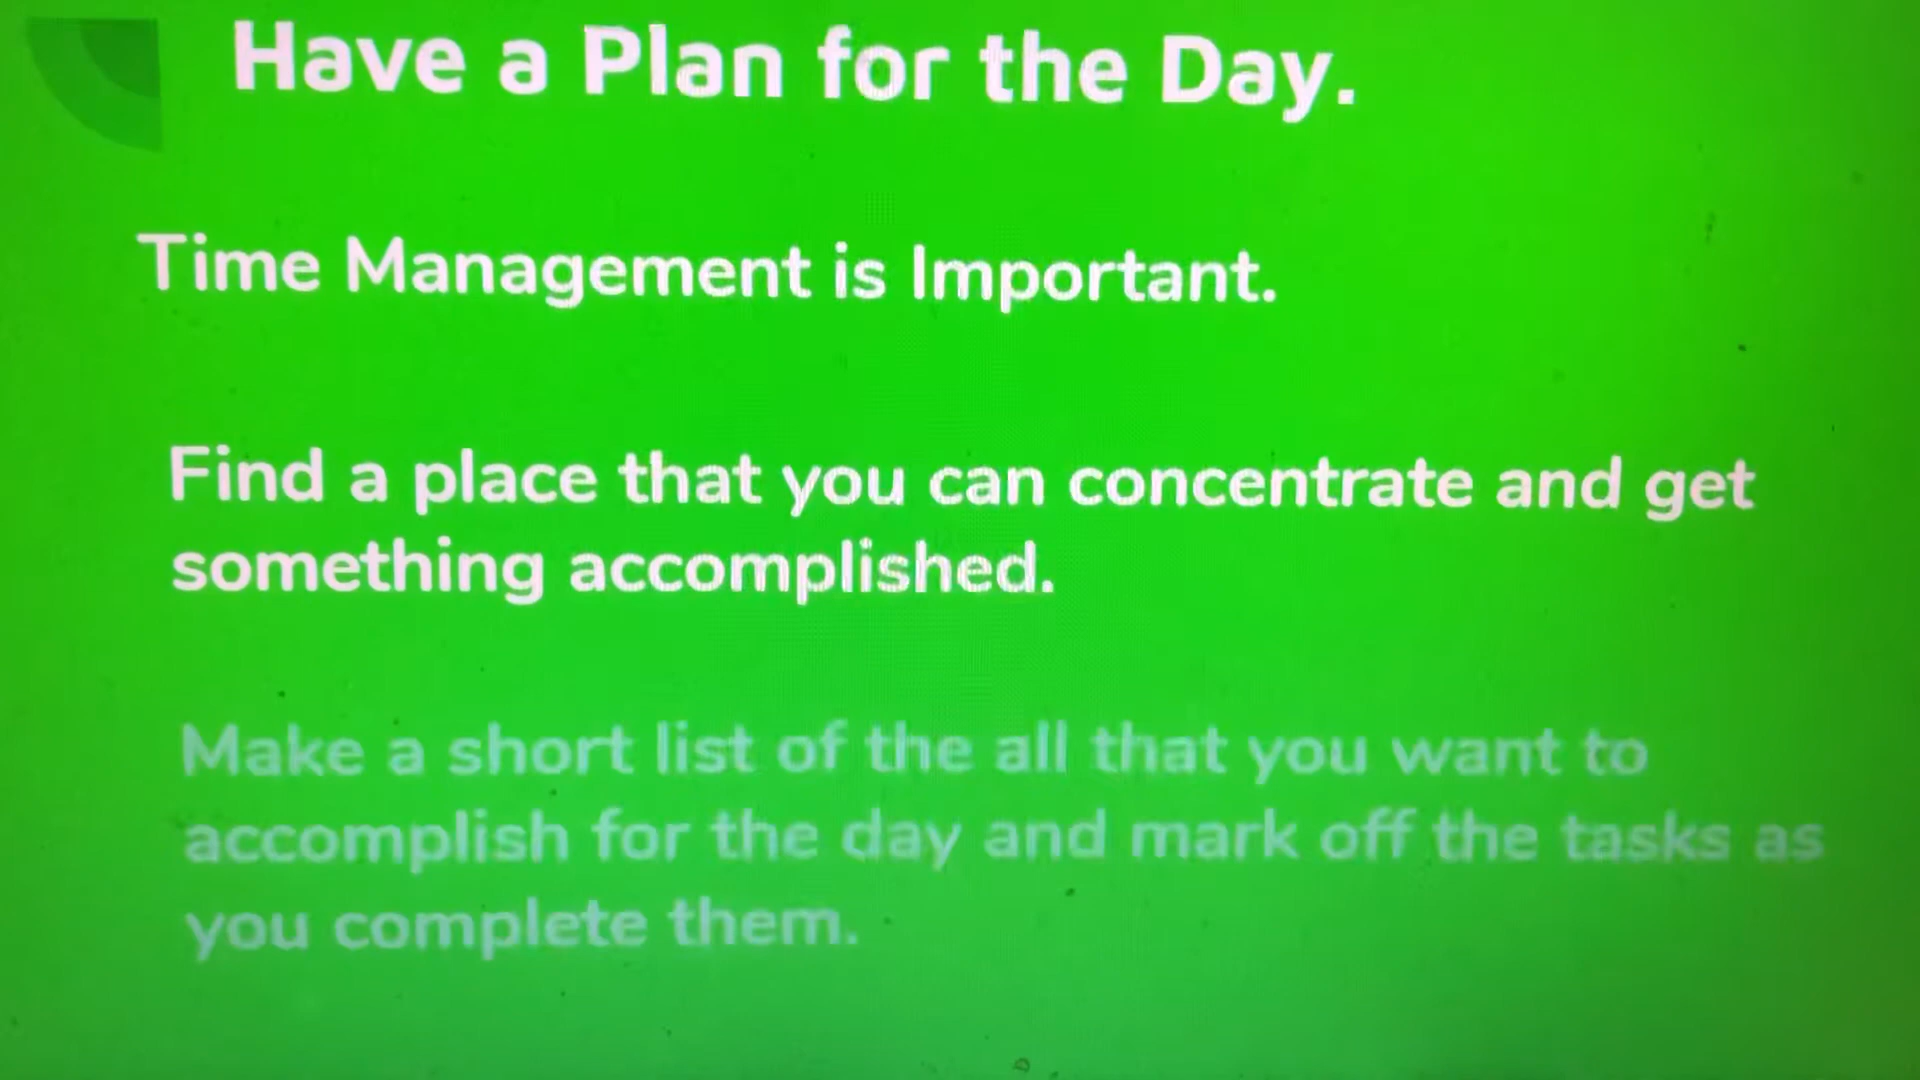 Have a Plan for the Day.
Time Management is Important.
Find a place that you can concentrate and get
something accomplished.
Make a short list of the all that you want to
accomplish for the day and mark off the tasks as
you complete them.